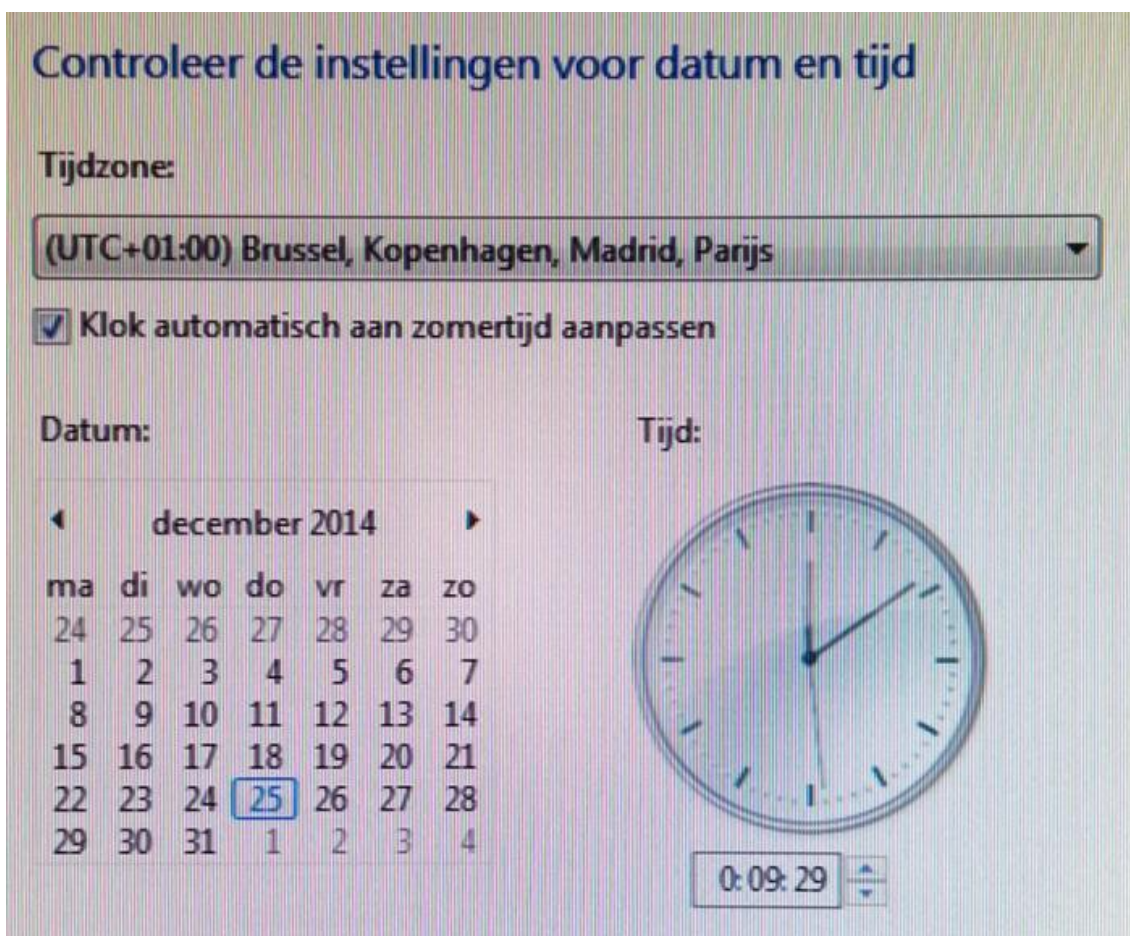 Controleer de instellingen voor datum en tijd
Tijdzone:
(UTC+01:00) Brussel, Kopenhagen, Madrid, Parijs
Klok automatisch aan zomertijd aanpassen
Datum:
Tijd:
december 2014
ma di wo do vr za zo
24 25 26 27 28 29 30
1 2 3 4 5 6 7
8 9 10 11 12 13 14
15 16 17 18 19 20 21
22 23 24 25 26 27 28
29 30 31 1 2 3 4
0:09:29